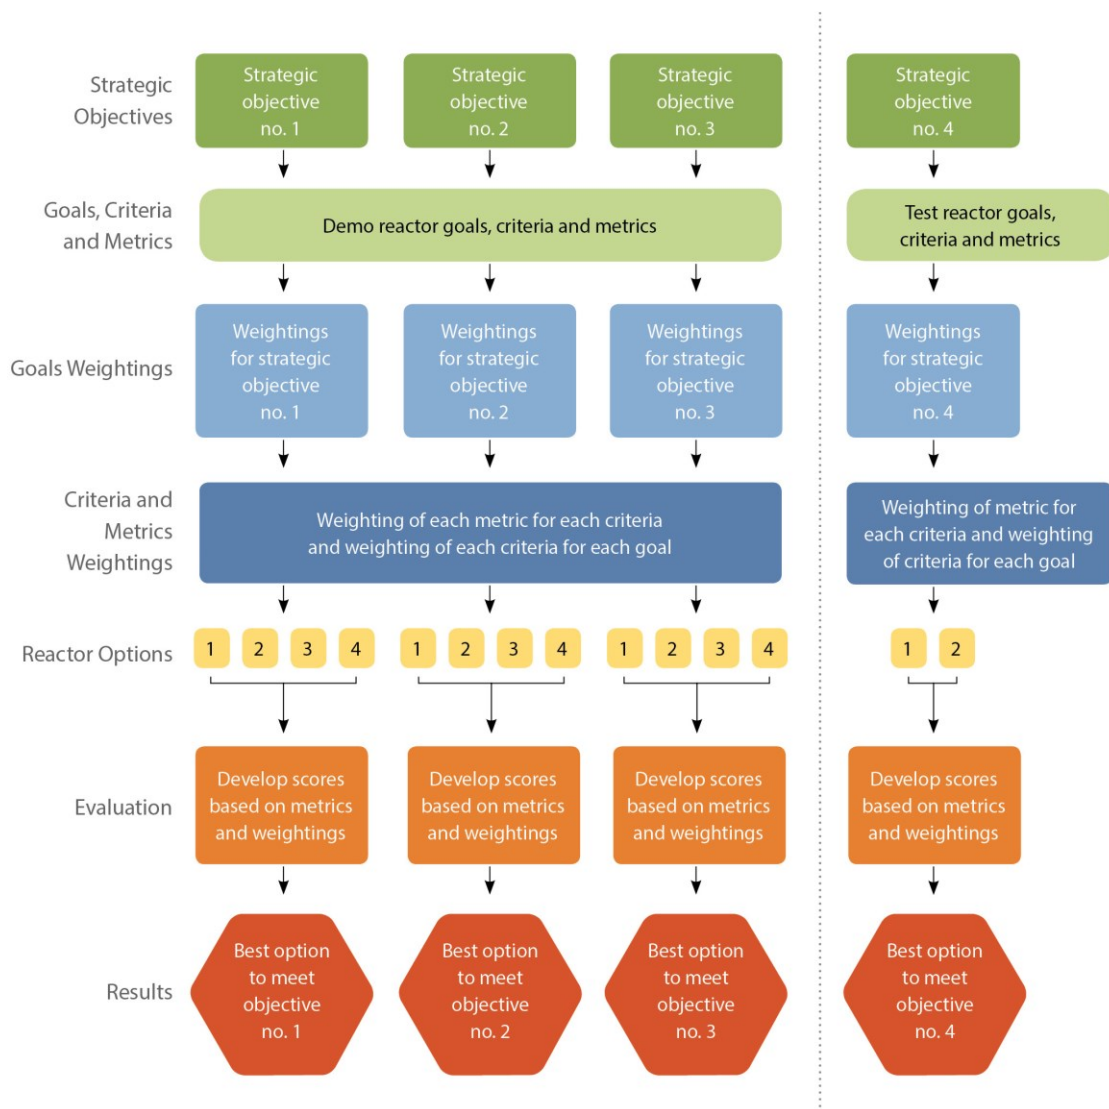 Strategic
Objectives
Strategic
objective
no. 1
Strategic
objective
no. 2
Strategic
objective
no. 3
Strategic
objective
no. 4
Goals, Criteria
and Metrics
Demo reactor goals, criteria and metrics
Test reactor goals,
criteria and metrics
Goals Weightings
Weightings
for strategic
objective
no. 1
Weightings
for strategic
objective
no. 2
Weightings
for strategic
objective
no. 3
Weightings
for strategic
objective
no. 4
Criteria and
Metrics
Weightings
Weighting of each metric for each criteria
and weighting of each criteria for each goal
Weighting of metric for
each criteria and weighting
of criteria for each goal
Reactor Options
1 2 3 4
1 2 3 4
1 2 3 4
1 2
Evaluation
Develop scores
based on metrics
and weightings
Develop scores
based on metrics
and weightings
Develop scores
based on metrics
and weightings
Develop scores
based on metrics
and weightings
Results
Best option
to meet
objective
no. 1
Best option
to meet
objective
no. 2
Best option
to meet
objective
no. 3
Best option
to meet
objective
no. 4